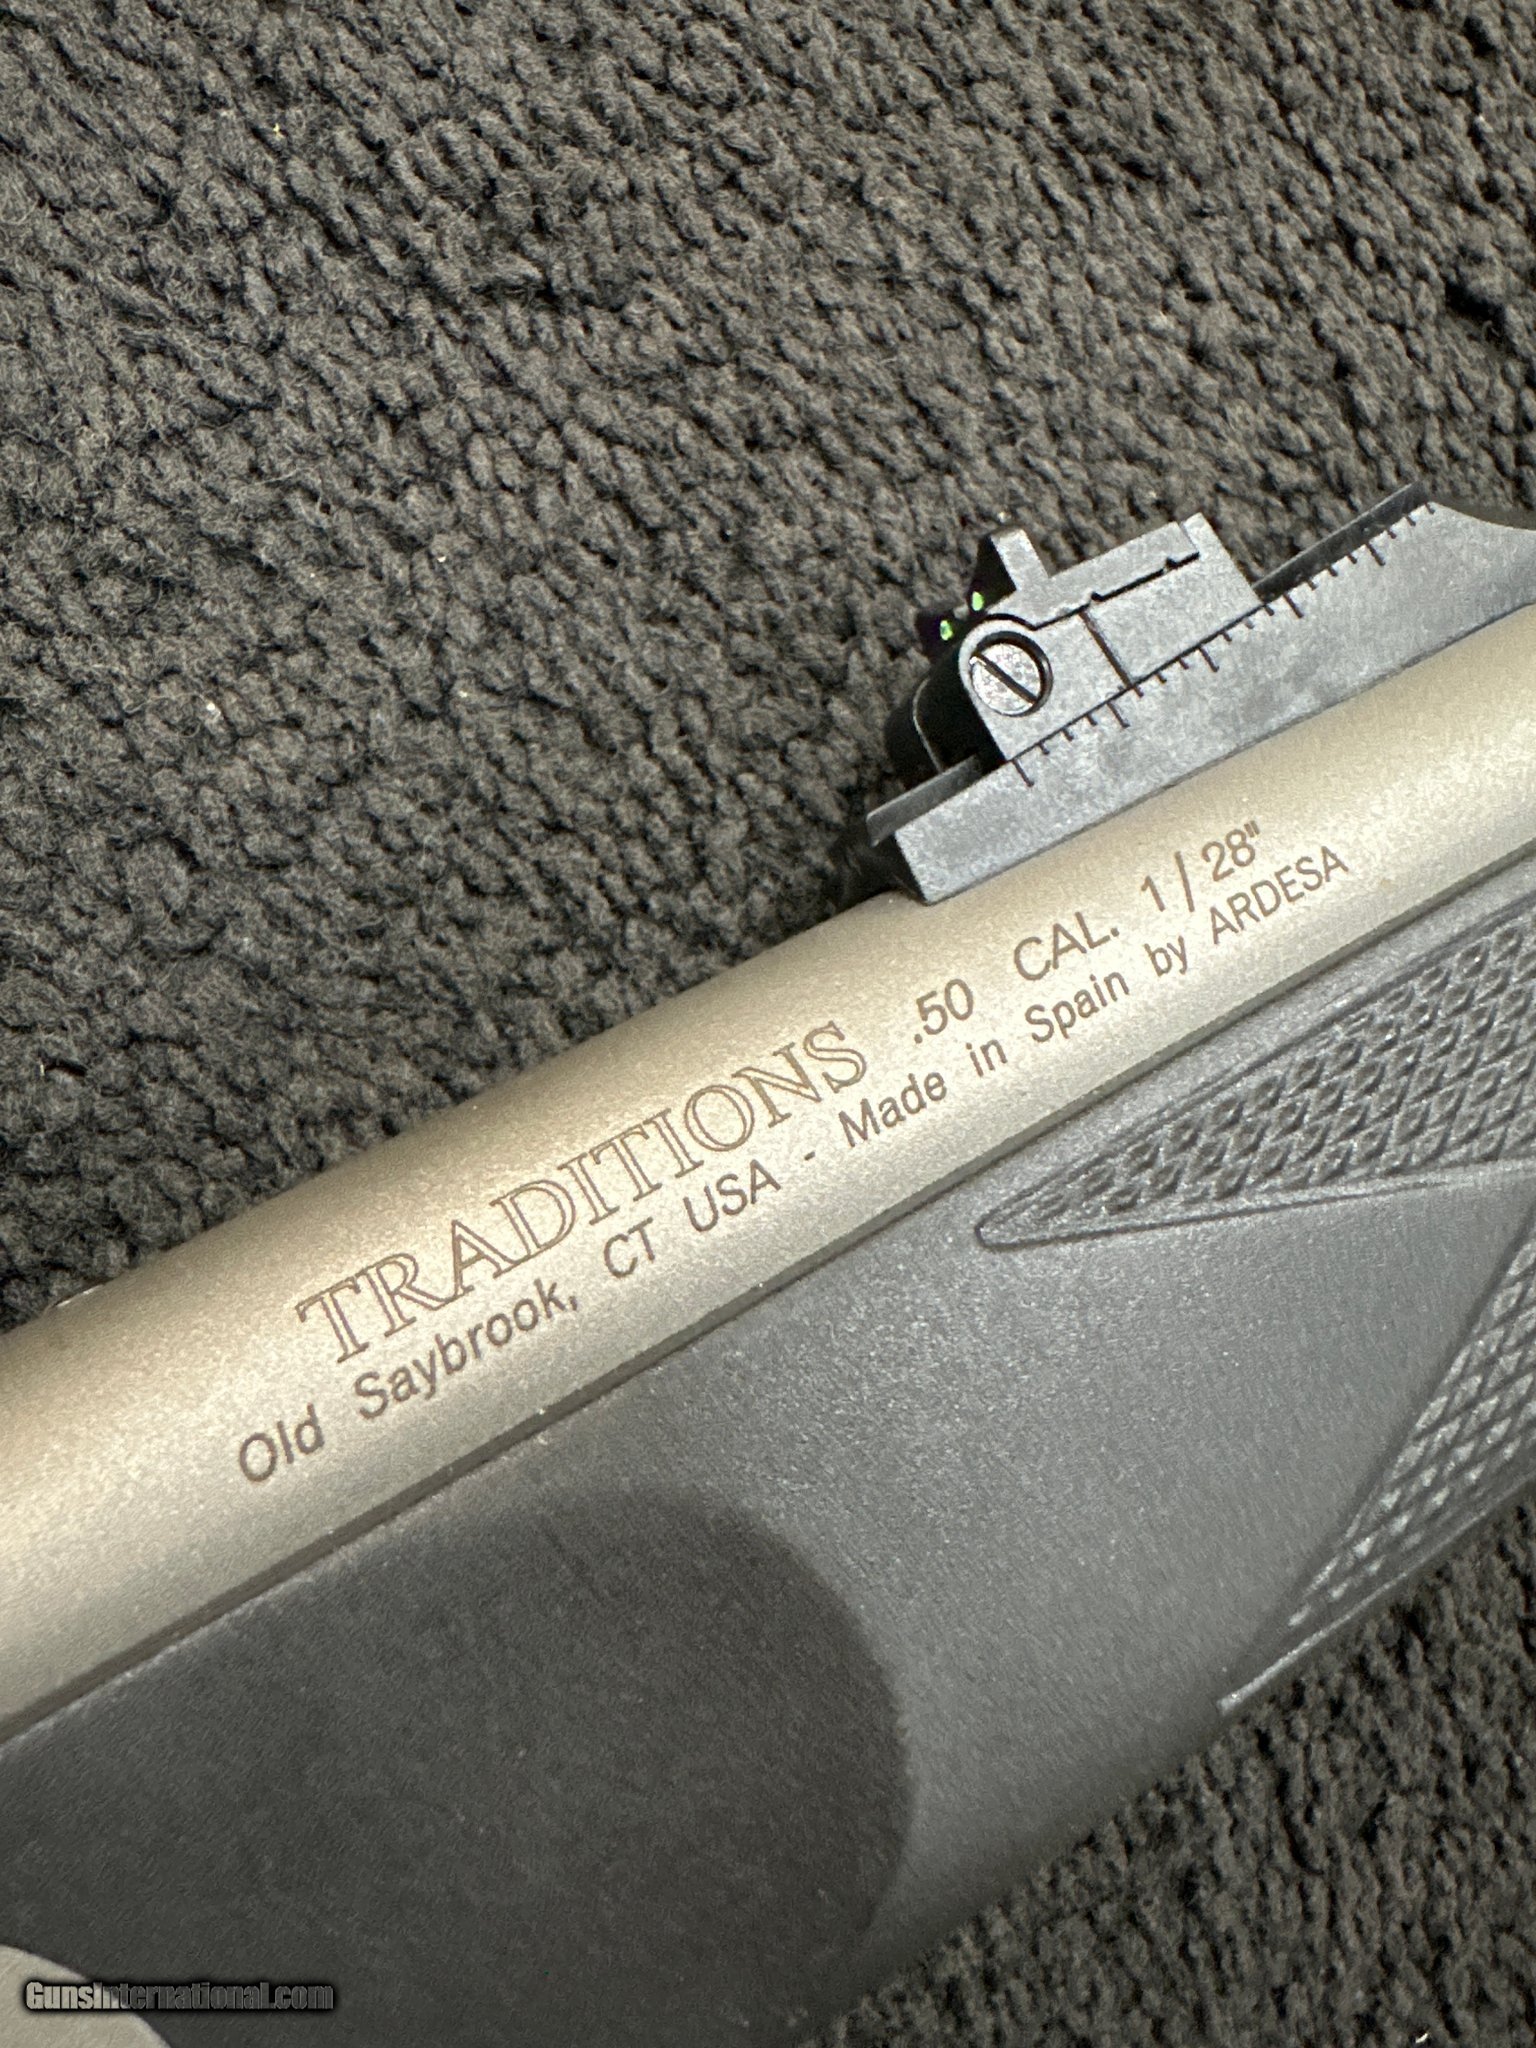 TRADITIONS .50 CAL. 1/28"
Old Saybrook, CT USA - Made in Spain by ARDESA
GunsInternational.com